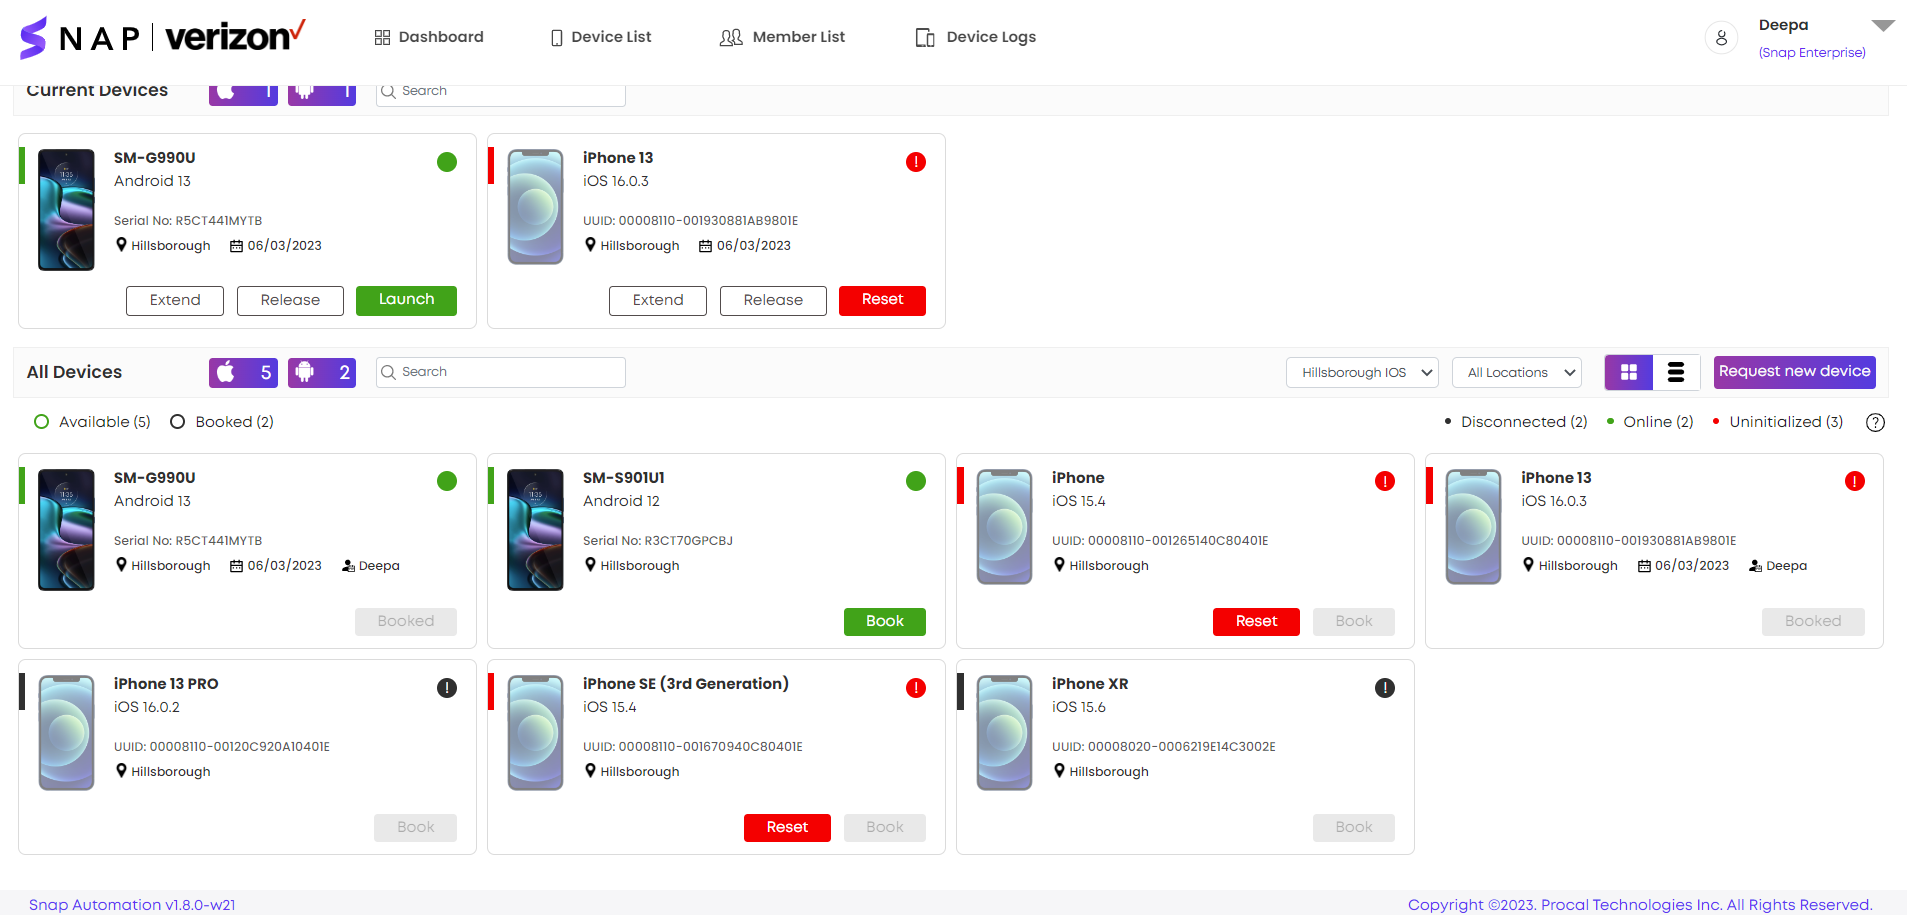 SNAP | verizon
Dashboard
Device List
Member List
Device Logs
Deepa
(Snap Enterprise)
Current Devices
1
1
Search
SM-G990U
Android 13
Serial No: R5CT441MYTB
Hillsborough 06/03/2023
Extend Release Launch
iPhone 13
iOS 16.0.3
UUID: 00008110-001930881AB9801E
Hillsborough 06/03/2023
Extend Release Reset
All Devices
5
2
Search
Hillsborough IOS
All Locations
Request new device
Available (5) Booked (2)
Disconnected (2) Online (2) Uninitialized (3) ?
SM-G990U
Android 13
Serial No: R5CT441MYTB
Hillsborough 06/03/2023 Deepa
Booked
SM-S901U1
Android 12
Serial No: R3CT70GPCBJ
Hillsborough
Book
iPhone
iOS 15.4
UUID: 00008110-001265140C80401E
Hillsborough
Reset Book
iPhone 13
iOS 16.0.3
UUID: 00008110-001930881AB9801E
Hillsborough 06/03/2023 Deepa
Booked
iPhone 13 PRO
iOS 16.0.2
UUID: 00008110-00120C920A10401E
Hillsborough
Book
iPhone SE (3rd Generation)
iOS 15.4
UUID: 00008110-001670940C80401E
Hillsborough
Reset Book
iPhone XR
iOS 15.6
UUID: 00008020-0006219E14C3002E
Hillsborough
Book
Snap Automation v1.8.0-w21
Copyright ©2023. Procal Technologies Inc. All Rights Reserved.